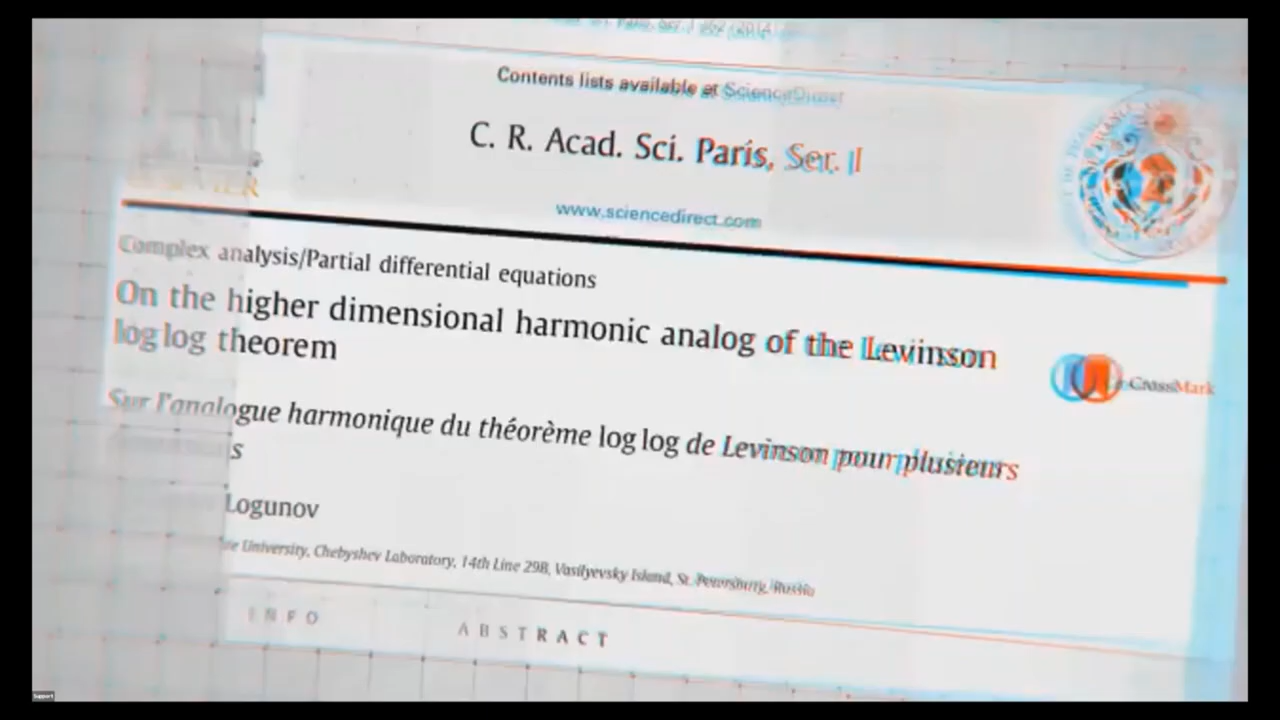 Contents lists available at ScienceDirect
C. R. Acad. Sci. Paris, Ser. I
www.sciencedirect.com
Complex analysis/Partial differential equations
On the higher dimensional harmonic analog of the Levinson
log log theorem
CrossMark
Sur l'analogue harmonique du théorème log log de Levinson pour plusieurs
s
Logunov
University, Chebyshev Laboratory, 14th Line 29B, Vasilyevsky Island, St. Petersburg, Russia
INFO
ABSTRACT
Support